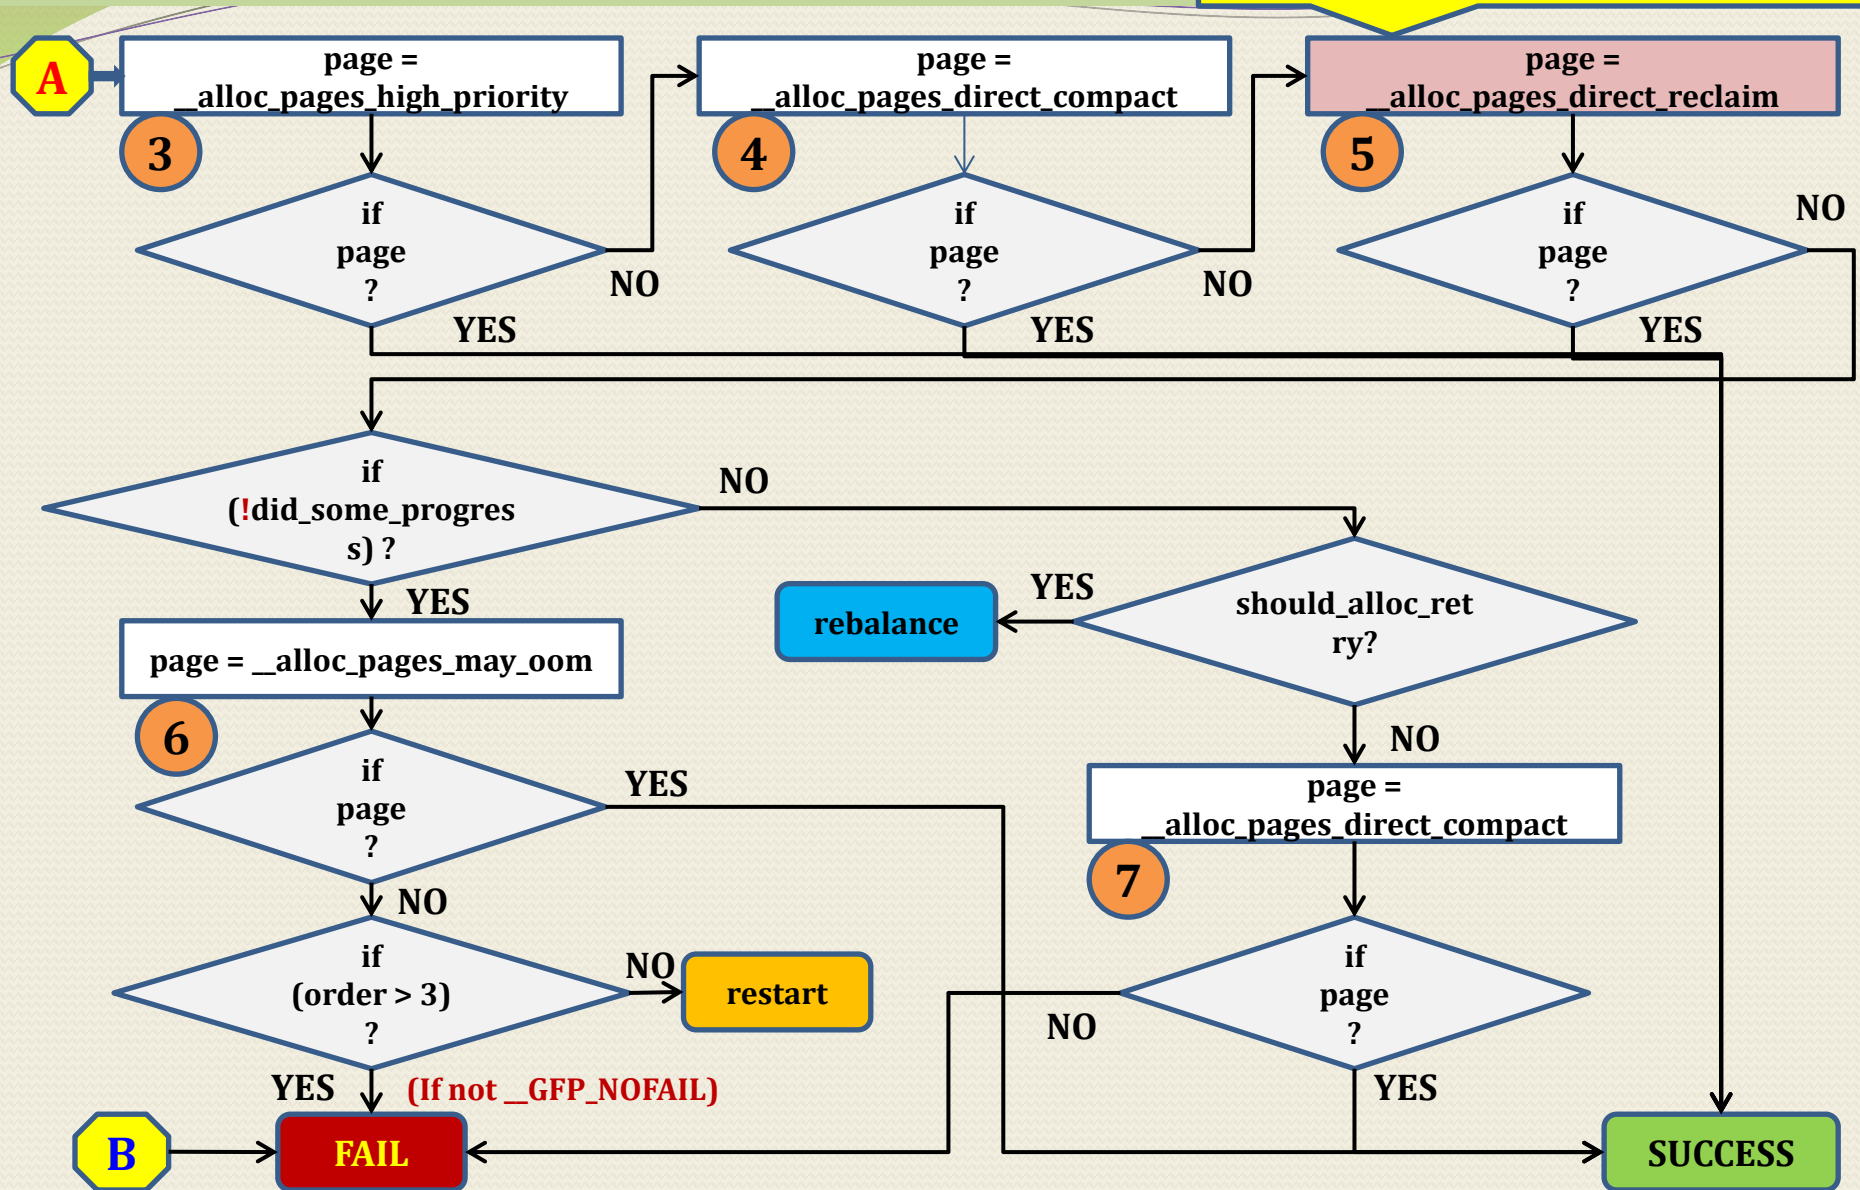 A
page =
__alloc_pages_high_priority
page =
__alloc_pages_direct_compact
page =
__alloc_pages_direct_reclaim
3
4
5
if
page
?
NO
YES
if
page
?
NO
YES
if
page
?
NO
YES
if
(!did_some_progres
s) ?
NO
YES
should_alloc_ret
ry?
YES
rebalance
NO
page = __alloc_pages_may_oom
6
if
page
?
YES
NO
page =
__alloc_pages_direct_compact
7
if
(order > 3)
?
NO
restart
YES
(If not __GFP_NOFAIL)
if
page
?
NO
YES
B
FAIL
SUCCESS